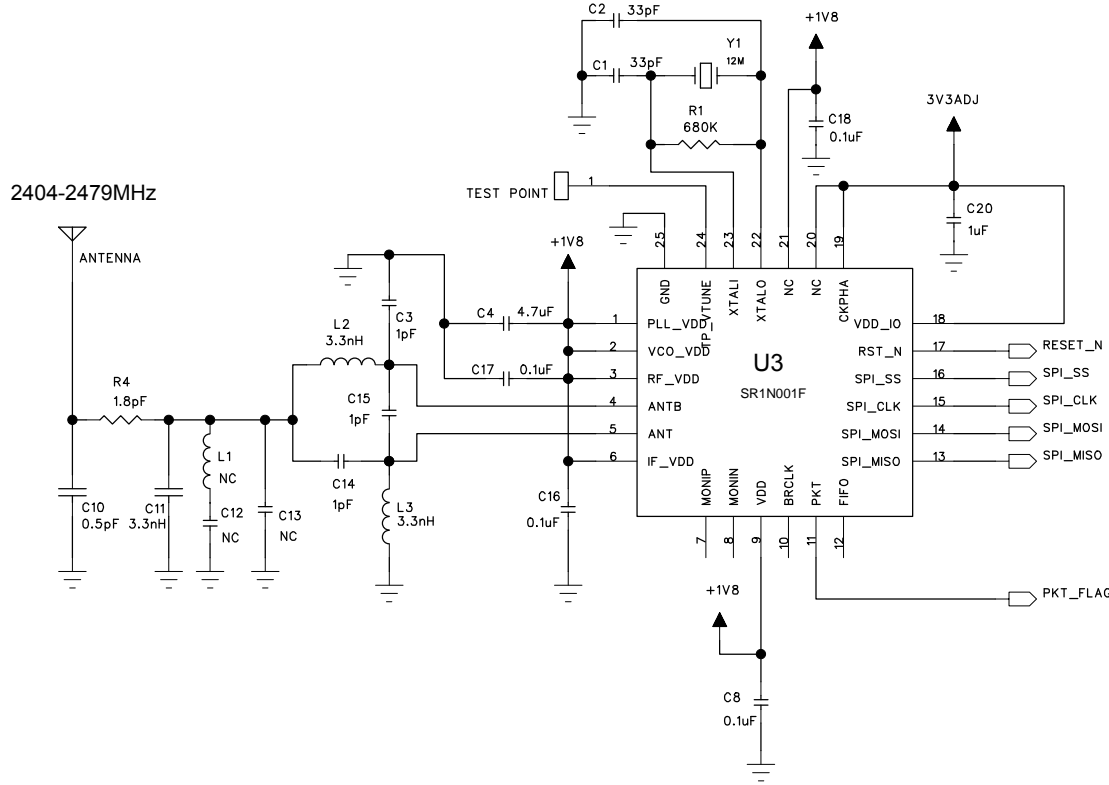 C2
33pF
C1
33pF
Y1
12M
R1
680K
+1V8
C18
0.1uF
3V3ADJ
C20
1uF
2404-2479MHz
ANTENNA
TEST POINT
1
+1V8
25
24
23
22
21
20
19
GND
TP_VTUNE
XTALI
XTALO
NC
NC
CKPHA
L2
3.3nH
C3
1pF
C4
4.7uF
C17
0.1uF
C15
1pF
R4
1.8pF
C14
1pF
L3
3.3nH
L1
NC
C10
0.5pF
C11
3.3nH
C12
NC
C13
NC
C16
0.1uF
1 PLL_VDD
2 VCO_VDD
3 RF_VDD
4 ANTB
5 ANT
6 IF_VDD
U3
SR1N001F
VDD_IO 18
RST_N 17 RESET_N
SPI_SS 16 SPI_SS
SPI_CLK 15 SPI_CLK
SPI_MOSI 14 SPI_MOSI
SPI_MISO 13 SPI_MISO
MONIP
MONIN
VDD
BRCLK
PKT
FIFO
7
8
9
10
11
12
+1V8
PKT_FLAG
C8
0.1uF